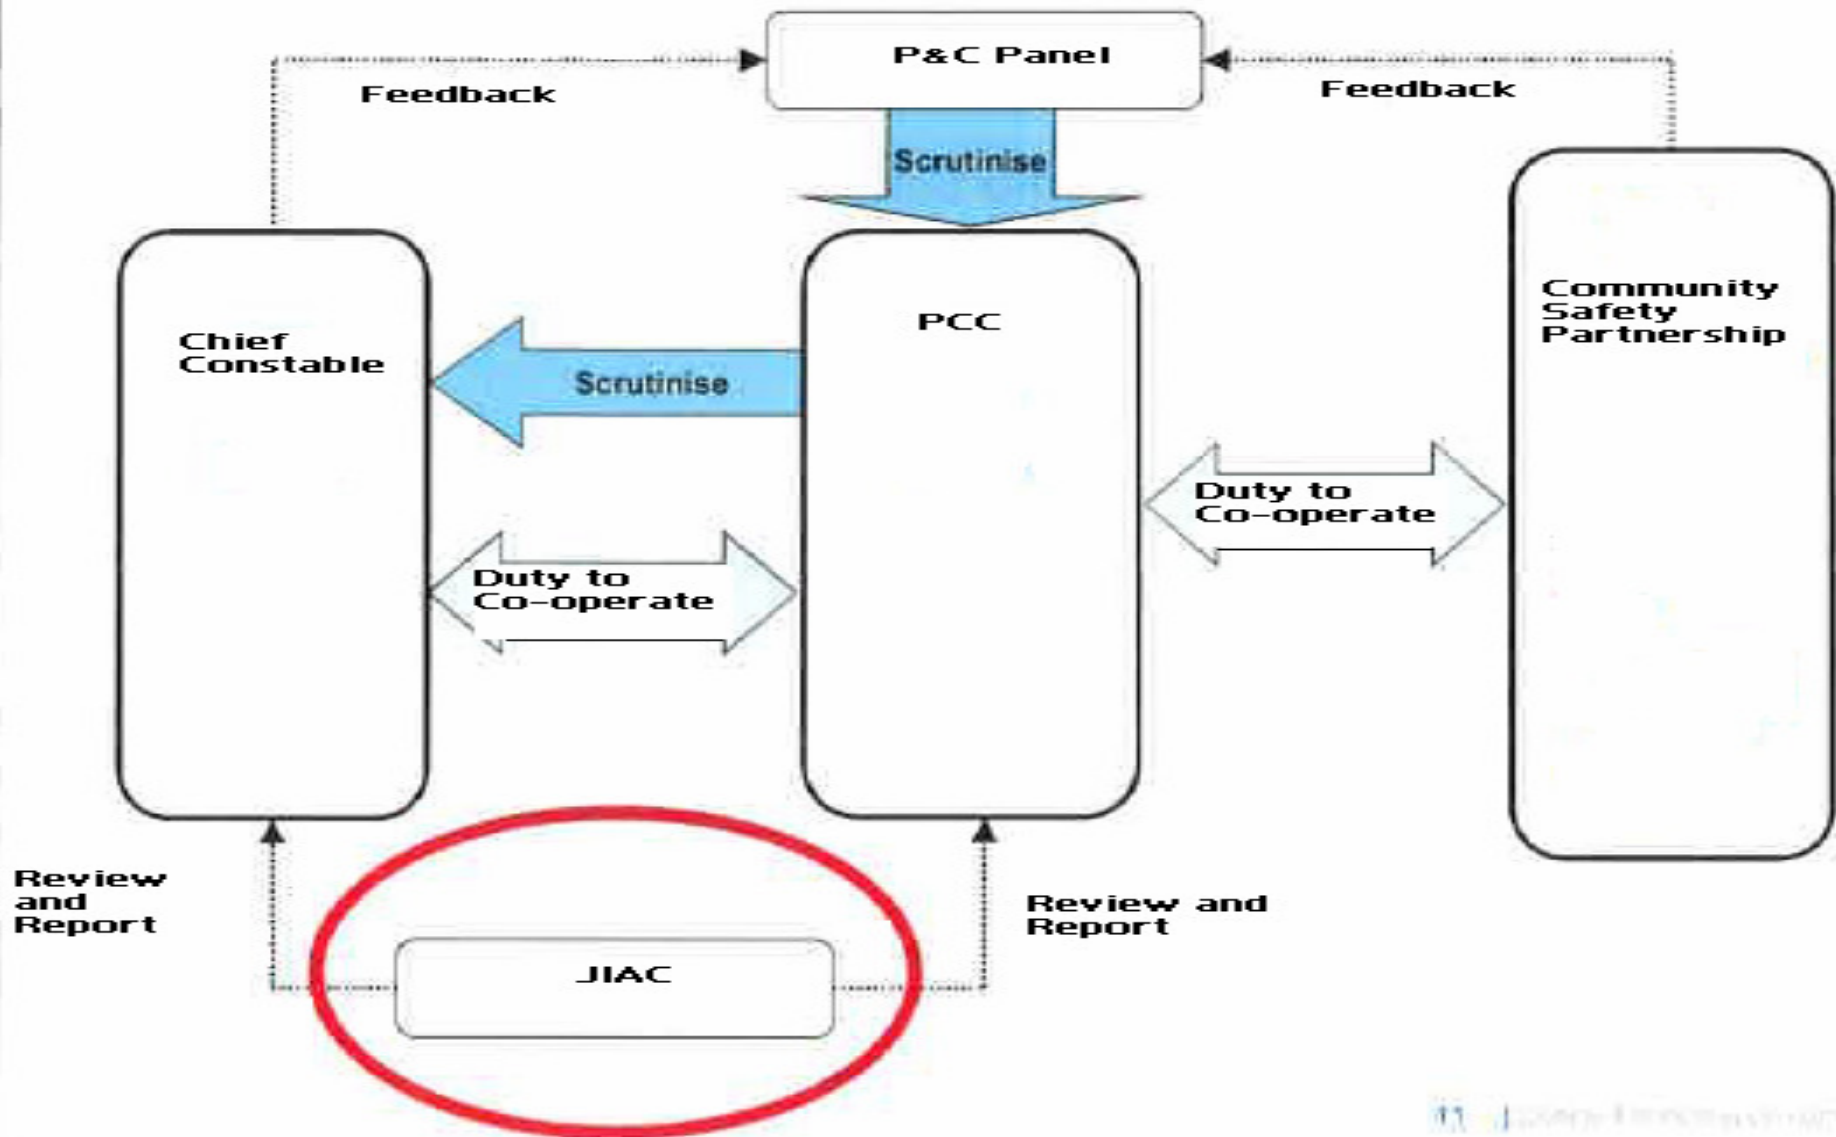 P&C Panel
Feedback
Feedback
Scrutinise
Chief
Constable
PCC
Community
Safety
Partnership
Scrutinise
Duty to
Co-operate
Duty to
Co-operate
Review
and
Report
Review and
Report
JIAC
11